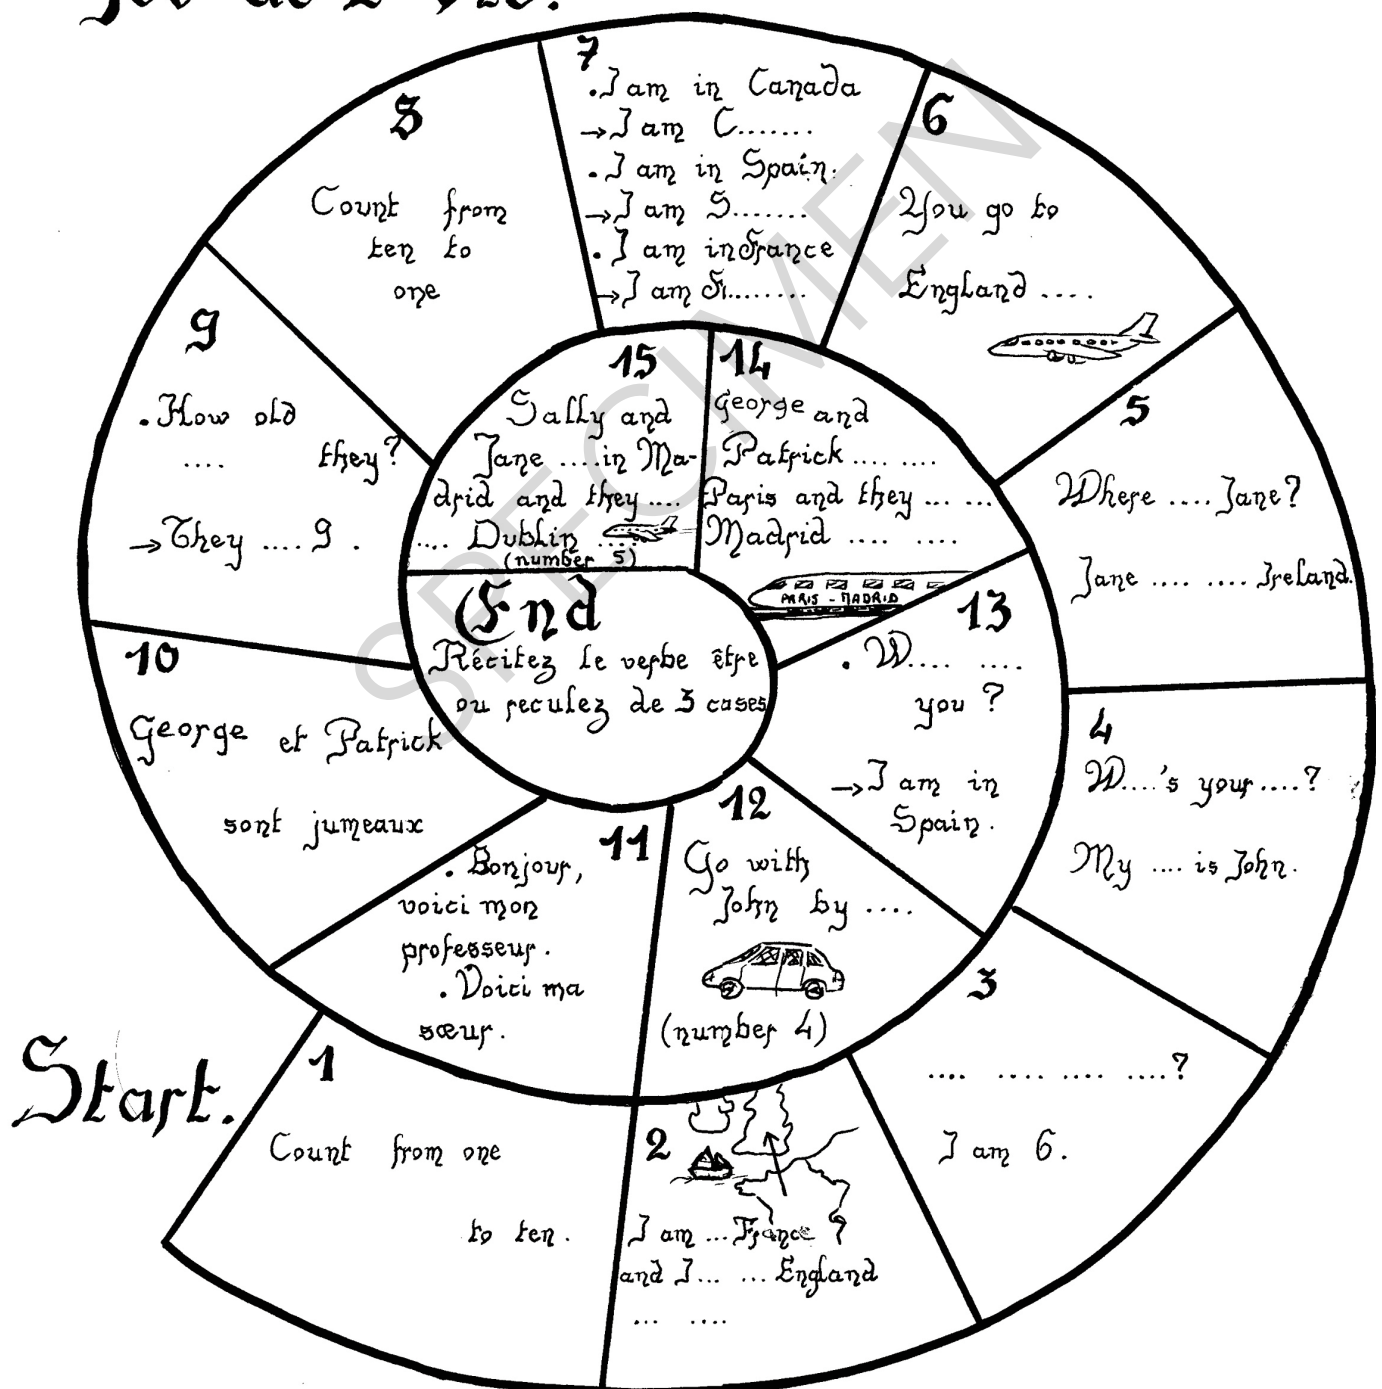 Jeu de l'oie.
7
.I am in Canada
→I am C.......
.I am in Spain.
→I am S.......
.I am in France
→I am Fr.......
8
Count from
ten to
one
6
You go to
England ....
9
.How old
.... they?
→They .... 9 .
15
Sally and
Jane ....in Ma-
drid and they ....
.... Dublin ....
(number 5)
14
George and
Patrick .... ....
Paris and they ... ...
Madrid .... ....
PARIS - MADRID
5
Where .... Jane?
Jane .... .... Ireland.
End
Récitez le verbe être
ou reculez de 3 cases
13
. W.... ....
you ?
→I am in
Spain.
10
George et Patrick
sont jumeaux
4
W....'s your ....?
My .... is John.
11
. Bonjour,
voici mon
professeur.
. Voici ma
sœur.
12
Go with
John by ....
(number 4)
3
.... .... .... ....?
I am 6.
Start.
1
Count from one
to ten.
2
I am ... France
and I... ... England
... ....
SPECIMEN